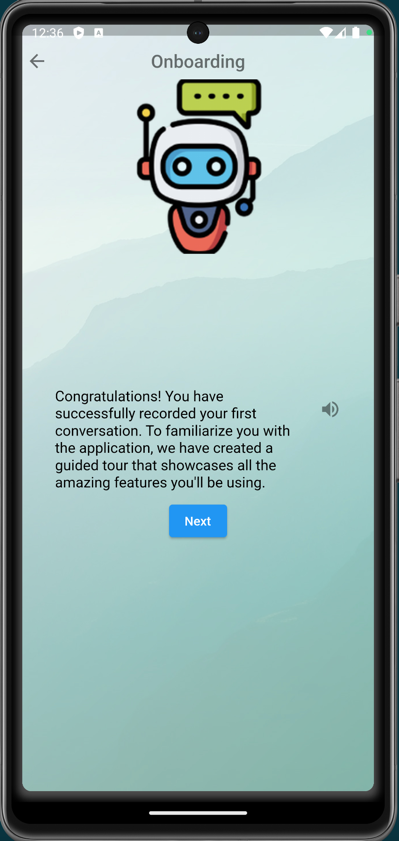 12:36
Onboarding
Congratulations! You have
successfully recorded your first
conversation. To familiarize you with
the application, we have created a
guided tour that showcases all the
amazing features you'll be using.
Next